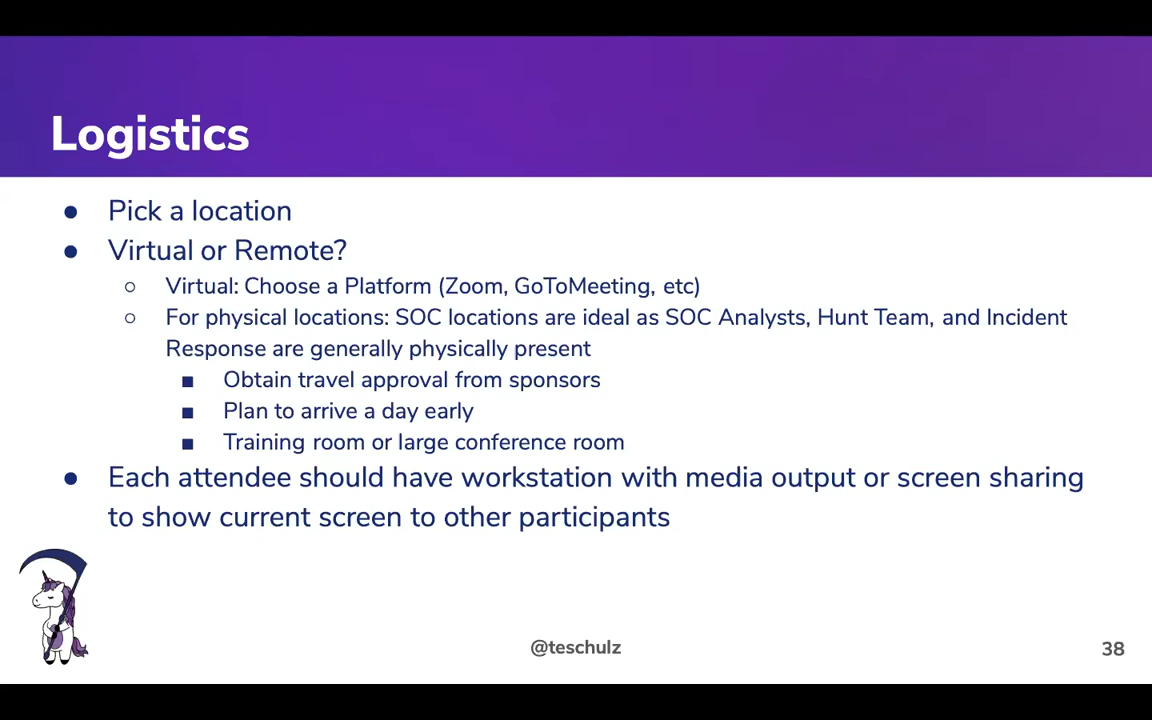 Logistics
● Pick a location
● Virtual or Remote?
○ Virtual: Choose a Platform (Zoom, GoToMeeting, etc)
○ For physical locations: SOC locations are ideal as SOC Analysts, Hunt Team, and Incident
Response are generally physically present
■ Obtain travel approval from sponsors
■ Plan to arrive a day early
■ Training room or large conference room
● Each attendee should have workstation with media output or screen sharing
to show current screen to other participants
@teschulz
38